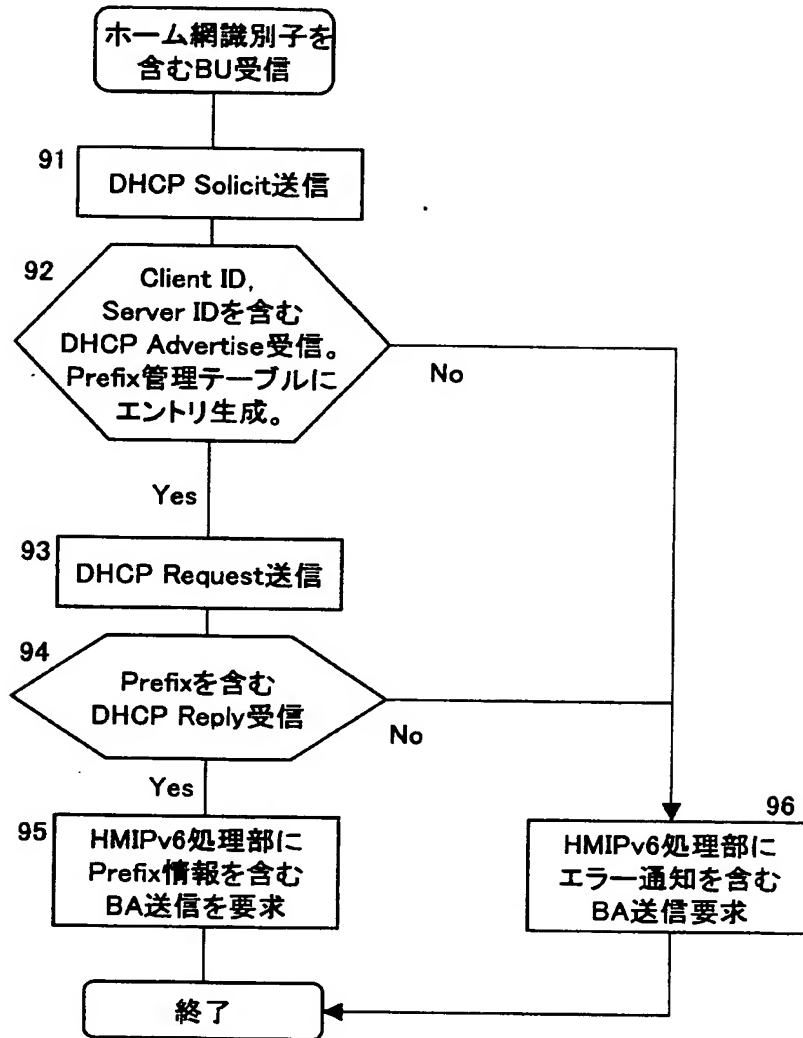 ホーム網識別子を
含むBU受信
91
DHCP Solicit送信
92
Client ID,
Server IDを含む
DHCP Advertise受信。
Prefix管理テーブルに
エントリ生成。
No
Yes
93
DHCP Request送信
94
Prefixを含む
DHCP Reply受信
No
Yes
95
HMIPv6処理部に
Prefix情報を含む
BA送信を要求
96
HMIPv6処理部に
エラー通知を含む
BA送信要求
終了